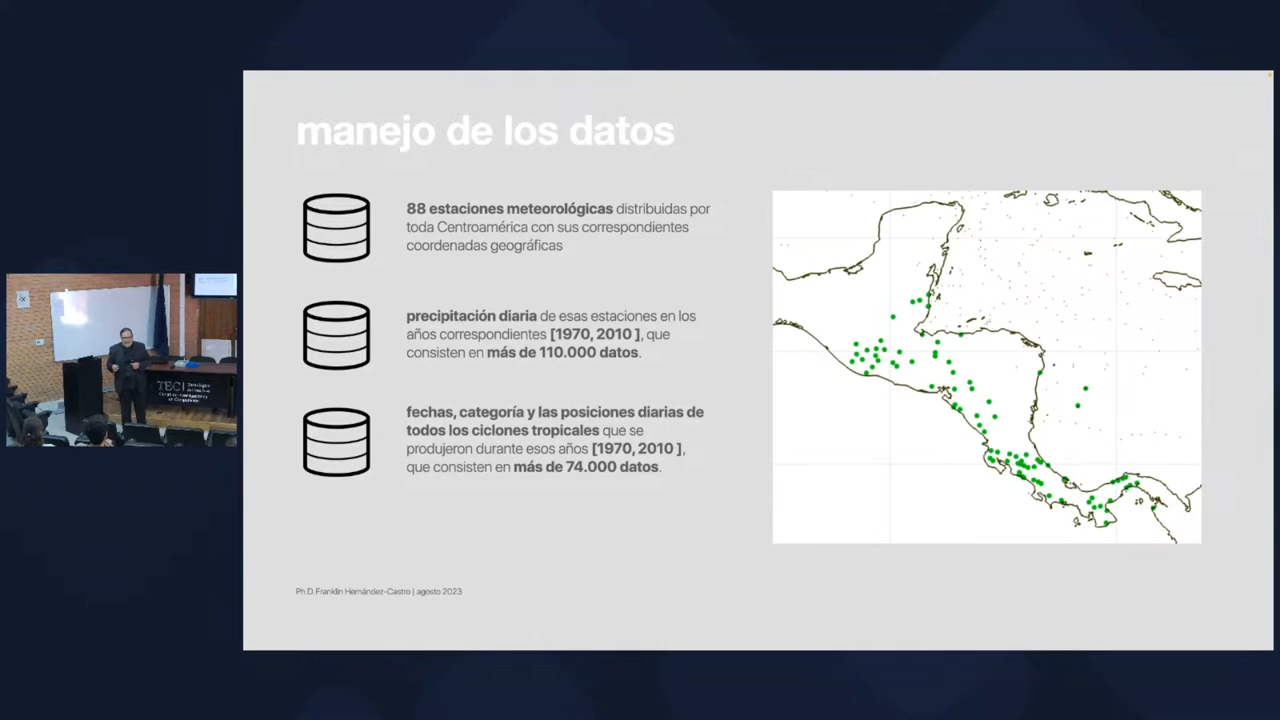 manejo de los datos
88 estaciones meteorológicas distribuidas por
toda Centroamérica con sus correspondientes
coordenadas geográficas
precipitación diaria de esas estaciones en los
años correspondientes [1970, 2010 ], que
consisten en más de 110.000 datos.
fechas, categoría y las posiciones diarias de
todos los ciclones tropicales que se
produjeron durante esos años [1970, 2010 ],
que consisten en más de 74.000 datos.
Ph.D. Franklin Hernández-Castro | agosto 2023
TEC | Tecnológico